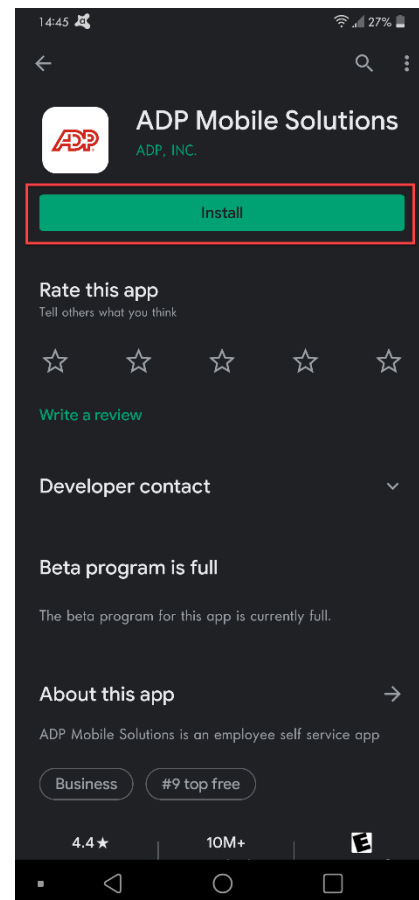 14:45 27%
ADP Mobile Solutions
ADP
ADP, INC.
Install
Rate this app
Tell others what you think
Write a review
Developer contact
Beta program is full
The beta program for this app is currently full.
About this app
ADP Mobile Solutions is an employee self service app
Business #9 top free
4.4★ 10M+ E